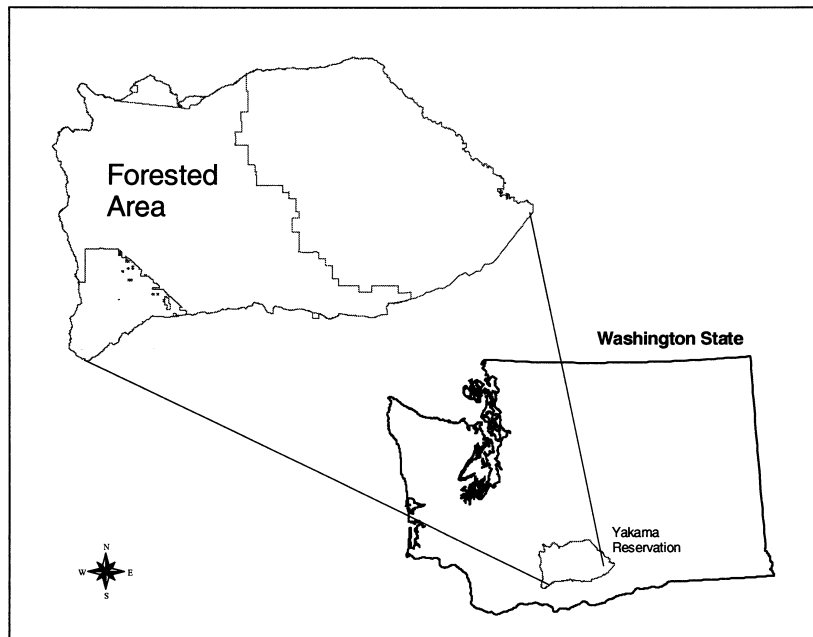 Forested
Area
Washington State
Yakama
Reservation
N
W E
S